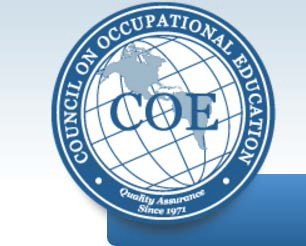 COUNCIL ON OCCUPATIONAL EDUCATION
COE
Quality Assurance
Since 1971